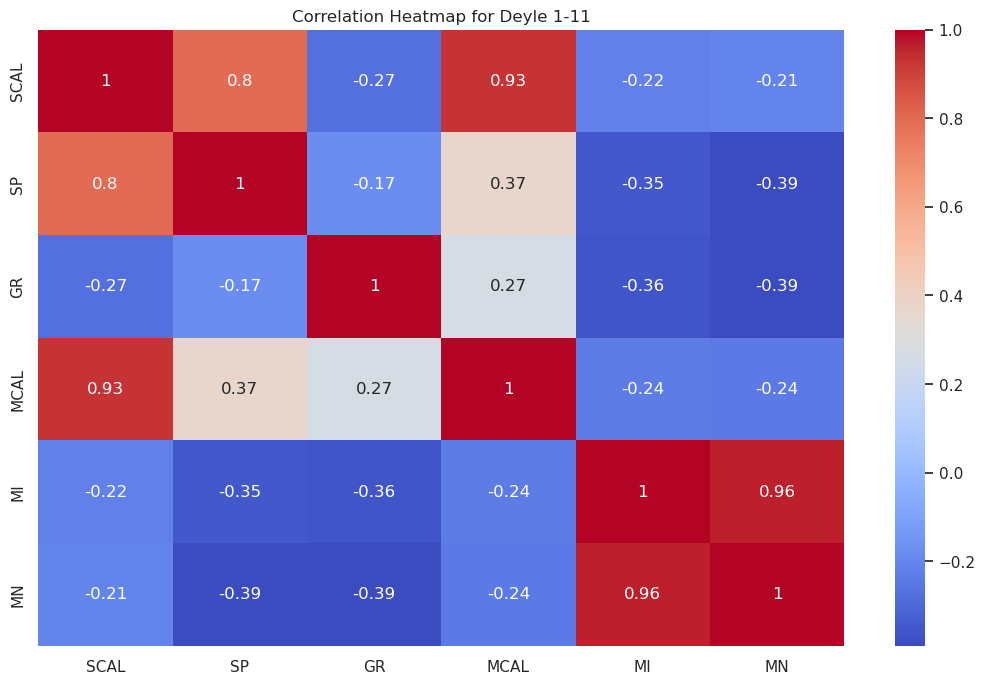 Correlation Heatmap for Deyle 1-11
SCAL 1 0.8 -0.27 0.93 -0.22 -0.21
SP 0.8 1 -0.17 0.37 -0.35 -0.39
GR -0.27 -0.17 1 0.27 -0.36 -0.39
MCAL 0.93 0.37 0.27 1 -0.24 -0.24
MI -0.22 -0.35 -0.36 -0.24 1 0.96
MN -0.21 -0.39 -0.39 -0.24 0.96 1
SCAL SP GR MCAL MI MN
1.0
0.8
0.6
0.4
0.2
0.0
−0.2